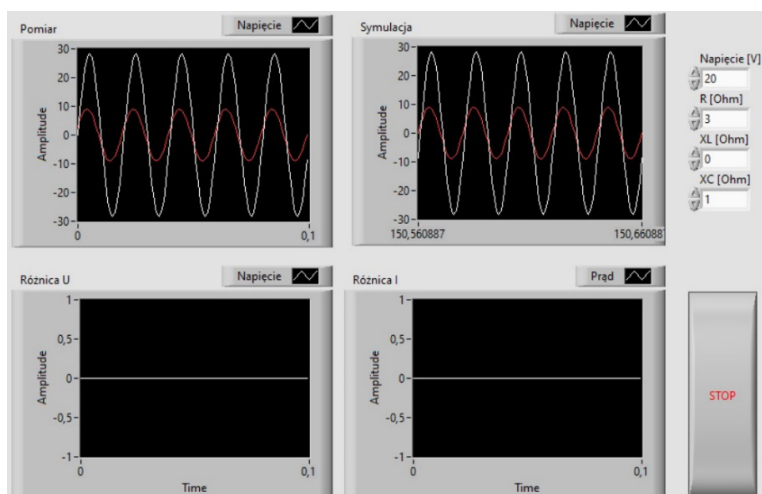 Pomiar
Napięcie
Amplitude
30
20
10
0
-10
-20
-30
0
0,1
Symulacja
Napięcie
Amplitude
30
20
10
0
-10
-20
-30
150,560887
150,660887
Napięcie [V]
20
R [Ohm]
3
XL [Ohm]
0
XC [Ohm]
1
Różnica U
Napięcie
Amplitude
1
0,5
0
-0,5
-1
0
0,1
Time
Różnica I
Prąd
Amplitude
1
0,5
0
-0,5
-1
0
0,1
Time
STOP